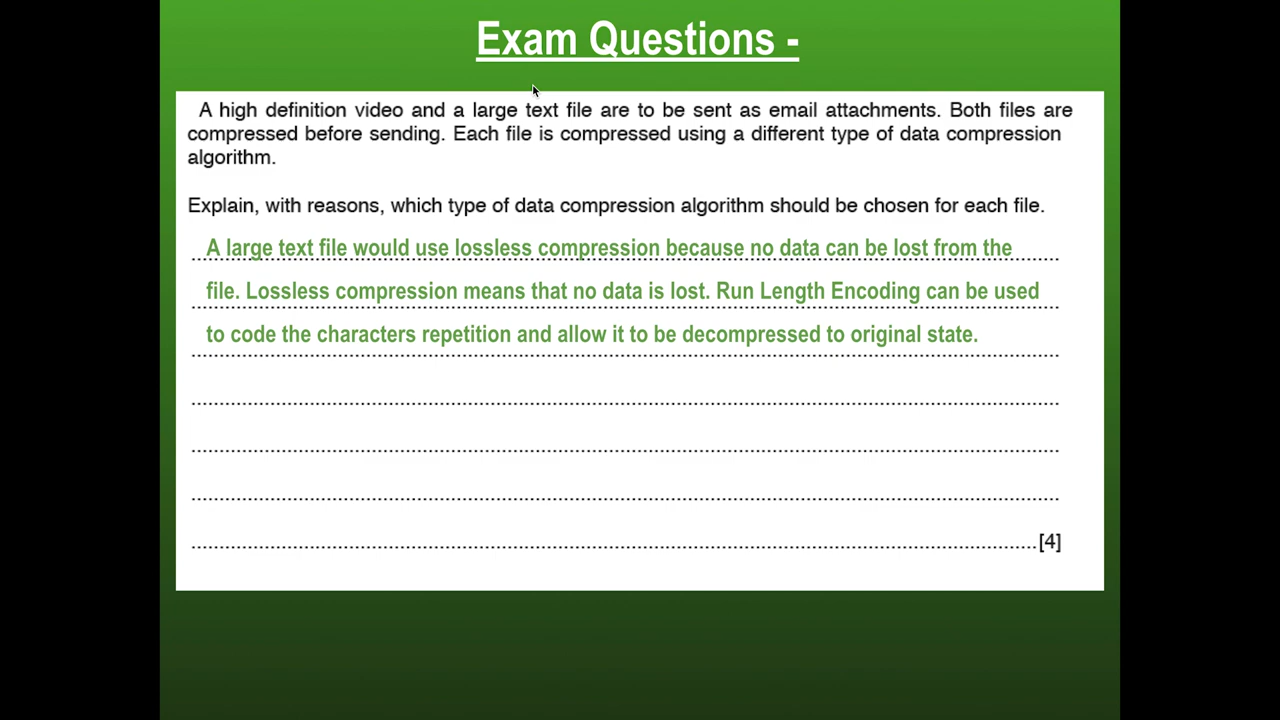 Exam Questions -
A high definition video and a large text file are to be sent as email attachments. Both files are
compressed before sending. Each file is compressed using a different type of data compression
algorithm.
Explain, with reasons, which type of data compression algorithm should be chosen for each file.
A large text file would use lossless compression because no data can be lost from the
file. Lossless compression means that no data is lost. Run Length Encoding can be used
to code the characters repetition and allow it to be decompressed to original state.
[4]